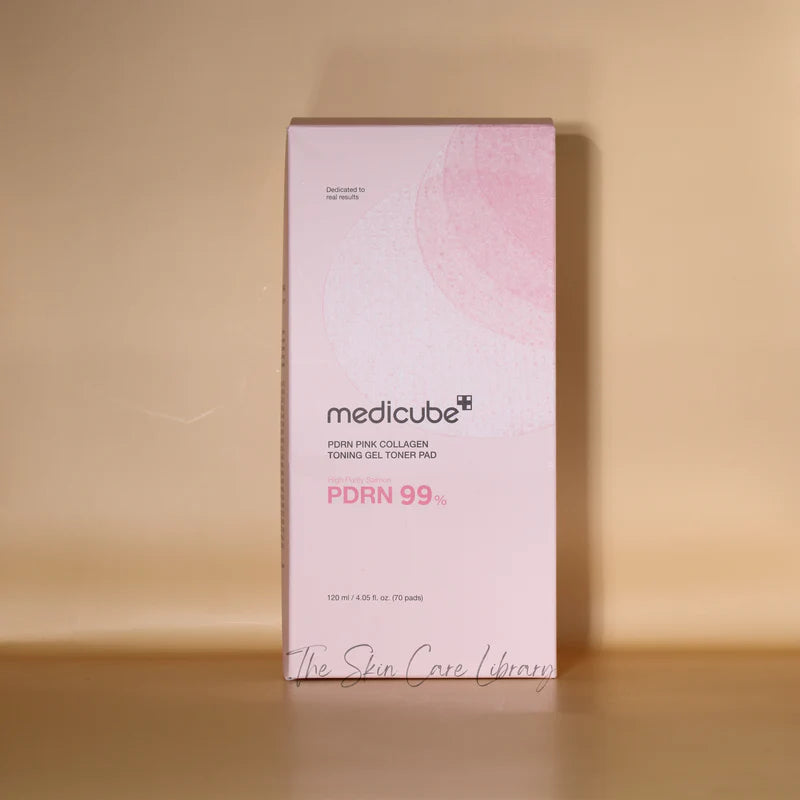 Dedicated to
real results
medicube
PDRN PINK COLLAGEN
TONING GEL TONER PAD
High Purity Salmon
PDRN 99%
120 ml / 4.05 fl. oz. (70 pads)
The Skin Care Library